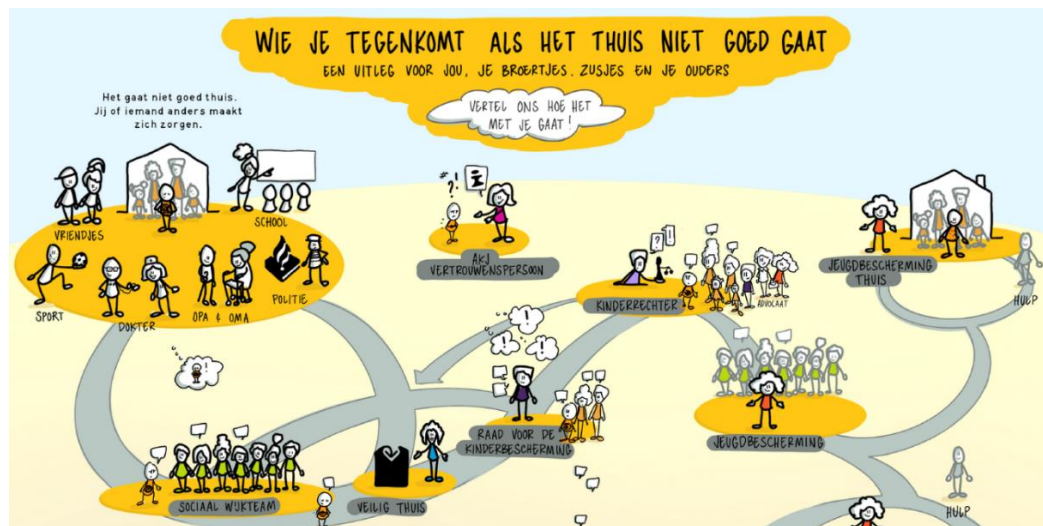 WIE JE TEGENKOMT ALS HET THUIS NIET GOED GAAT
EEN UITLEG VOOR JOU, JE BROERTJES, ZUSJES EN JE OUDERS
VERTEL ONS HOE HET
MET JE GAAT!
Het gaat niet goed thuis.
Jij of iemand anders maakt
zich zorgen.
VRIENDJES
SCHOOL
SPORT
DOKTER
OPA & OMA
POLITIE
?!
AKJ
VERTROUWENSPERSOON
? !
KINDERRECHTER
ADVOCAAT
JEUGDBESCHERMING
THUIS
HULP
!
! ! !
RAAD VOOR DE
KINDERBESCHERMING
JEUGDBESCHERMING
SOCIAAL WIJKTEAM
VEILIG THUIS
HULP